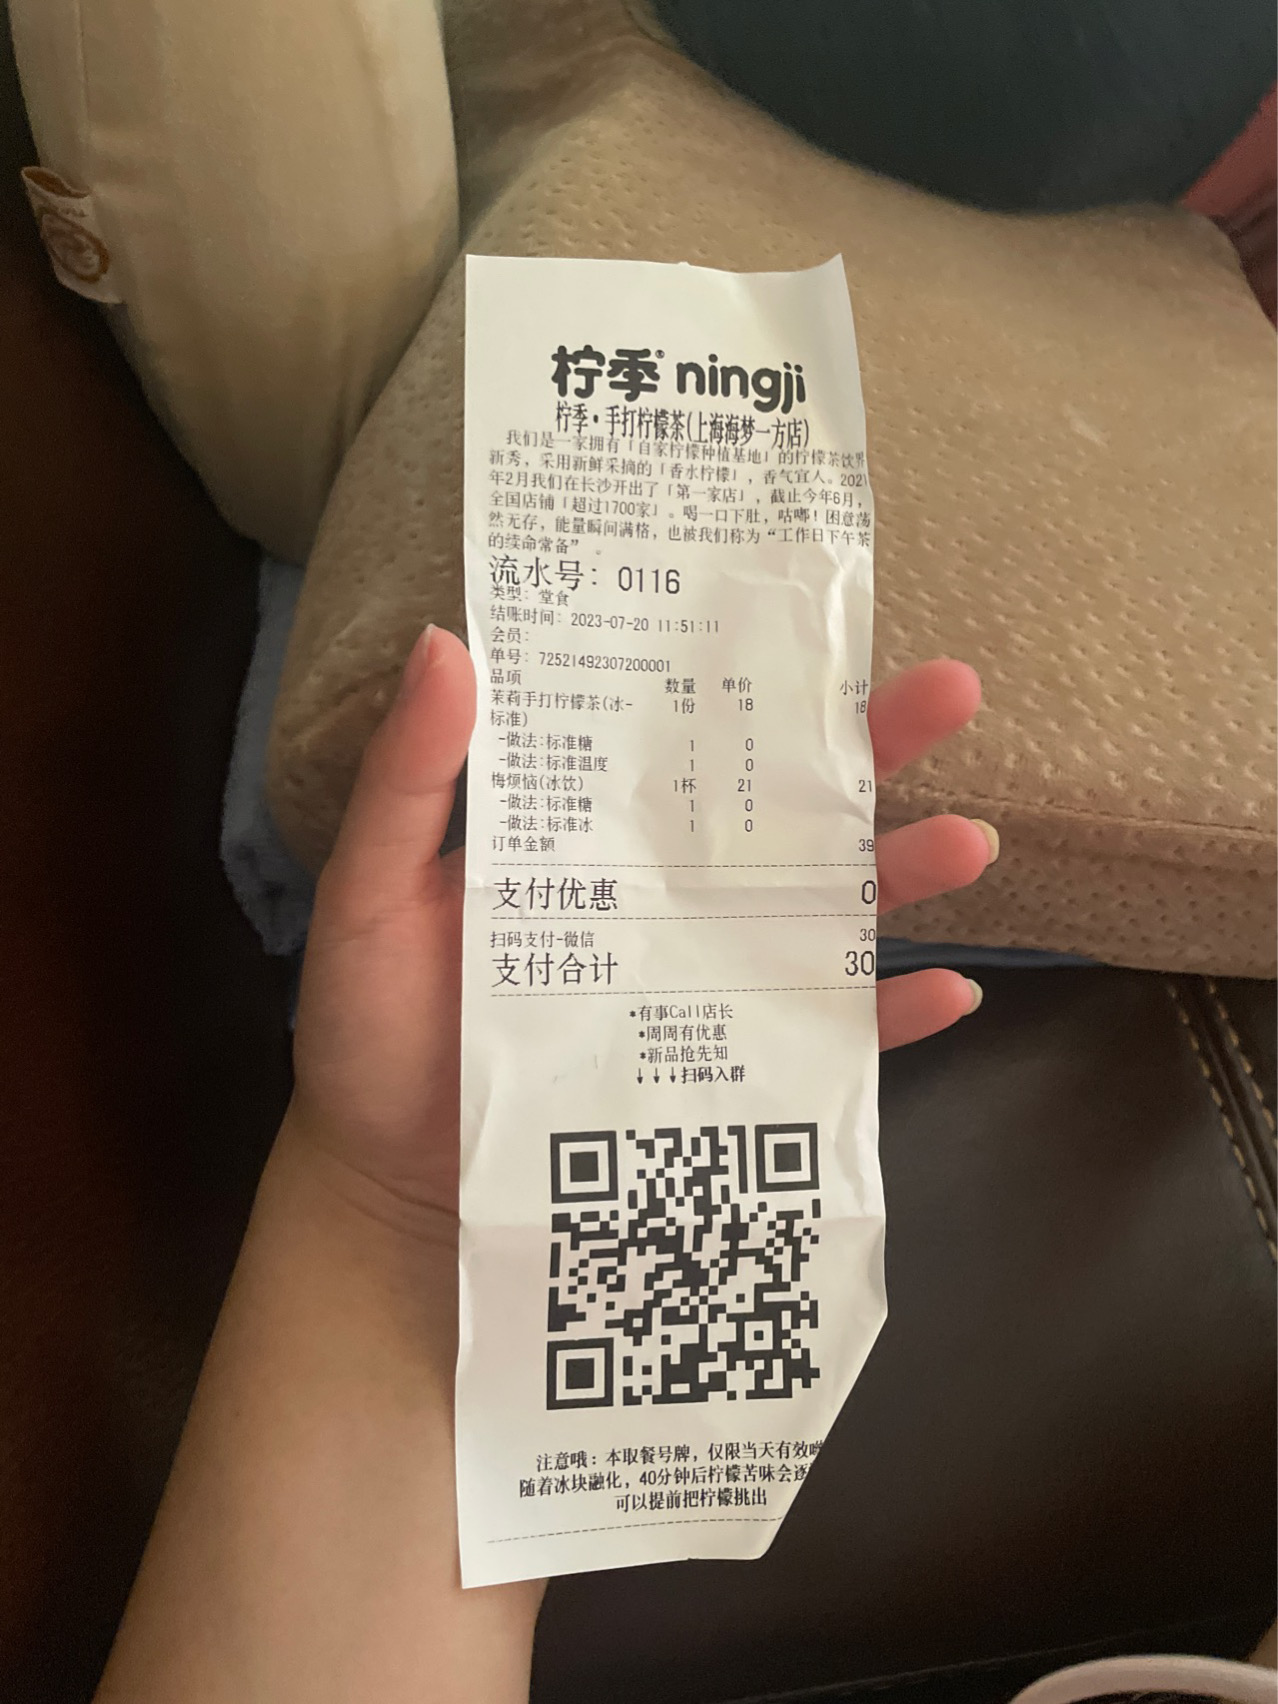 柠季® ningji
柠季·手打柠檬茶(上海海梦一方店)
我们是一家拥有「自家柠檬种植基地」的柠檬茶饮界
新秀，采用新鲜采摘的「香水柠檬」，香气宜人。2021
年2月我们在长沙开出了「第一家店」，截止今年6月，
全国店铺「超过1700家」。喝一口下肚，咕嘟！困意荡
然无存，能量瞬间满格，也被我们称为“工作日下午茶
的续命常备”。
流水号: 0116
类型: 堂食
结账时间: 2023-07-20 11:51:11
会员:
单号: 72521492307200001
品项 数量 单价 小计
茉莉手打柠檬茶(冰- 1份 18 18
标准)
-做法:标准糖 1 0
-做法:标准温度 1 0
梅烦恼(冰饮) 1杯 21 21
-做法:标准糖 1 0
-做法:标准冰 1 0
订单金额 39
支付优惠 0
扫码支付-微信 30
支付合计 30
*有事Call店长
*周周有优惠
*新品抢先知
↓↓↓扫码入群
注意哦: 本取餐号牌，仅限当天有效
随着冰块融化，40分钟后柠檬苦味会
可以提前把柠檬挑出